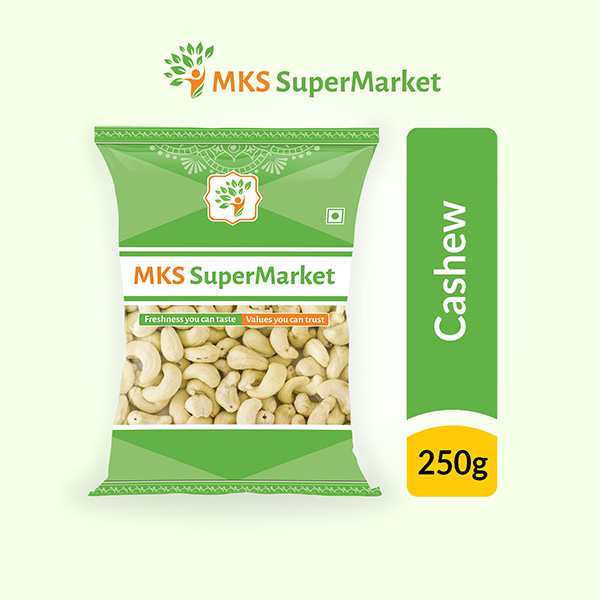 MKS SuperMarket
MKS SuperMarket
Freshness you can taste Values you can trust
Cashew
250g